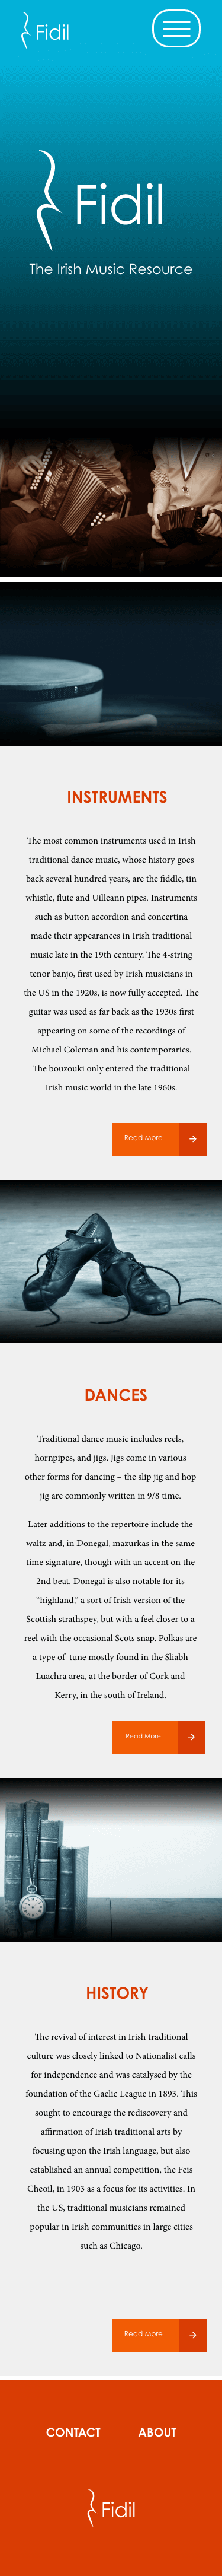 Fidil
Fidil
The Irish Music Resource
INSTRUMENTS
The most common instruments used in Irish
traditional dance music, whose history goes
back several hundred years, are the fiddle, tin
whistle, flute and Uilleann pipes. Instruments
such as button accordion and concertina
made their appearances in Irish traditional
music late in the 19th century. The 4-string
tenor banjo, first used by Irish musicians in
the US in the 1920s, is now fully accepted. The
guitar was used as far back as the 1930s first
appearing on some of the recordings of
Michael Coleman and his contemporaries.
The bouzouki only entered the traditional
Irish music world in the late 1960s.
Read More
DANCES
Traditional dance music includes reels,
hornpipes, and jigs. Jigs come in various
other forms for dancing – the slip jig and hop
jig are commonly written in 9/8 time.
Later additions to the repertoire include the
waltz and, in Donegal, mazurkas in the same
time signature, though with an accent on the
2nd beat. Donegal is also notable for its
"highland," a sort of Irish version of the
Scottish strathspey, but with a feel closer to a
reel with the occasional Scots snap. Polkas are
a type of tune mostly found in the Sliabh
Luachra area, at the border of Cork and
Kerry, in the south of Ireland.
Read More
HISTORY
The revival of interest in Irish traditional
culture was closely linked to Nationalist calls
for independence and was catalysed by the
foundation of the Gaelic League in 1893. This
sought to encourage the rediscovery and
affirmation of Irish traditional arts by
focusing upon the Irish language, but also
established an annual competition, the Feis
Cheoil, in 1903 as a focus for its activities. In
the US, traditional musicians remained
popular in Irish communities in large cities
such as Chicago.
Read More
CONTACT ABOUT
Fidil